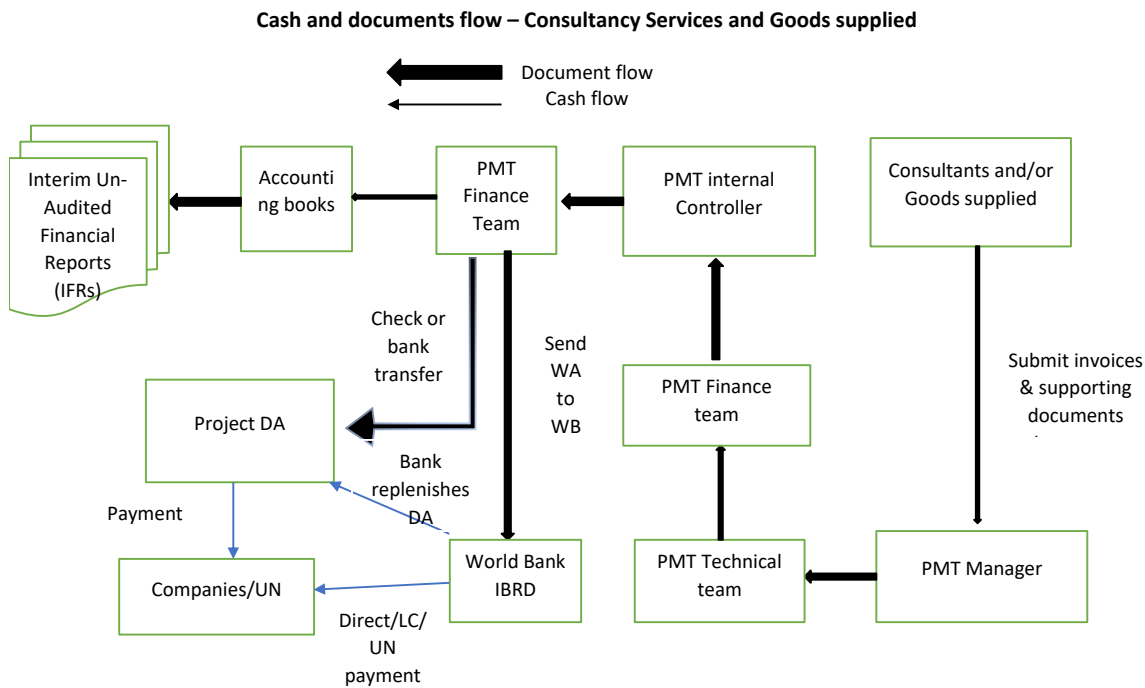 Cash and documents flow – Consultancy Services and Goods supplied
Document flow
Cash flow
Interim Un-
Audited
Financial
Reports
(IFRs)
Accounti
ng books
PMT
Finance
Team
PMT internal
Controller
Consultants and/or
Goods supplied
Check or
bank
transfer
Send
WA
to
WB
PMT Finance
team
Submit invoices
& supporting
documents
Project DA
Bank
replenishes
DA
Payment
Companies/UN
World Bank
IBRD
PMT Technical
team
PMT Manager
Direct/LC/
UN
payment